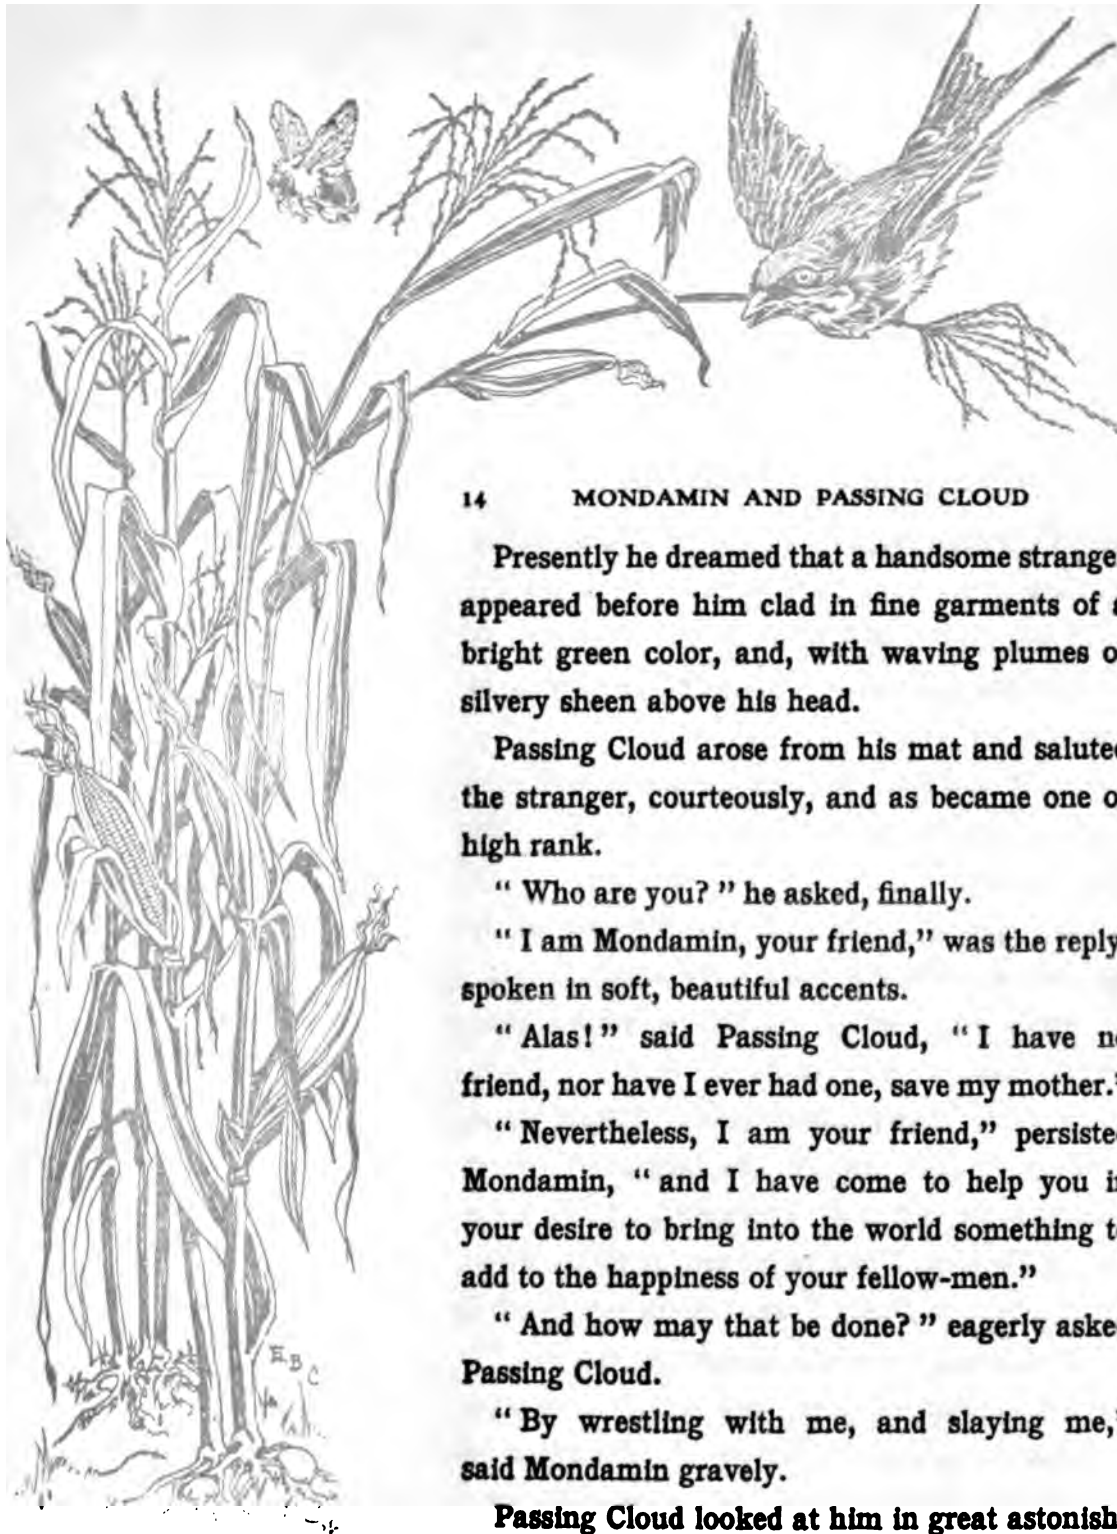 14 MONDAMIN AND PASSING CLOUD
Presently he dreamed that a handsome strange
appeared before him clad in fine garments of
bright green color, and, with waving plumes o
silvery sheen above his head.
Passing Cloud arose from his mat and salute
the stranger, courteously, and as became one o
high rank.
“ Who are you? ” he asked, finally.
“ I am Mondamin, your friend,” was the reply
spoken in soft, beautiful accents.
“ Alas! ” said Passing Cloud, “ I have n
friend, nor have I ever had one, save my mother.”
“ Nevertheless, I am your friend,” persiste
Mondamin, “ and I have come to help you i
your desire to bring into the world something t
add to the happiness of your fellow-men.”
“ And how may that be done? ” eagerly aske
Passing Cloud.
“ By wrestling with me, and slaying me,”
said Mondamin gravely.
Passing Cloud looked at him in great astonish
E B C